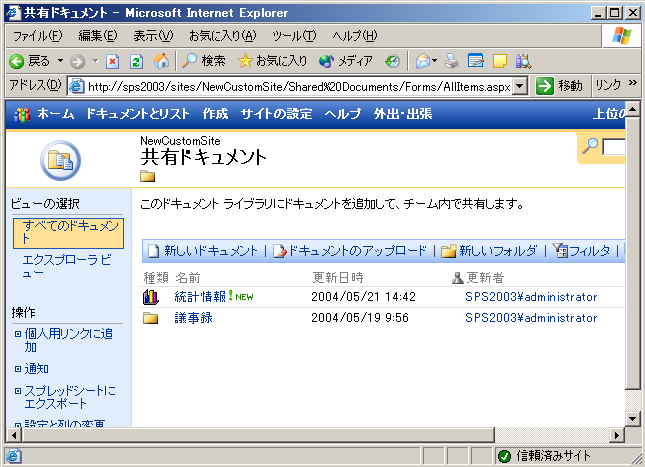 共有ドキュメント - Microsoft Internet Explorer
ファイル(F) 編集(E) 表示(V) お気に入り(A) ツール(T) ヘルプ(H)
戻る 検索 お気に入り メディア
アドレス(D) http://sps2003/sites/NewCustomSite/Shared%20Documents/Forms/AllItems.aspx 移動 リンク »
ホーム ドキュメントとリスト 作成 サイトの設定 ヘルプ 外出・出張 上位の
NewCustomSite
共有ドキュメント
ビューの選択
すべてのドキュメン
ト
エクスプローラ ビ
ュー
操作
個人用リンクに追
加
通知
スプレッドシートに
エクスポート
設定と列の変更
このドキュメント ライブラリにドキュメントを追加して、チーム内で共有します。
新しいドキュメント | ドキュメントのアップロード | 新しいフォルダ | フィルタ |
種類 名前 更新日時 更新者
統計情報 ! NEW 2004/05/21 14:42 SPS2003¥administrator
議事録 2004/05/19 9:56 SPS2003¥administrator
信頼済みサイト